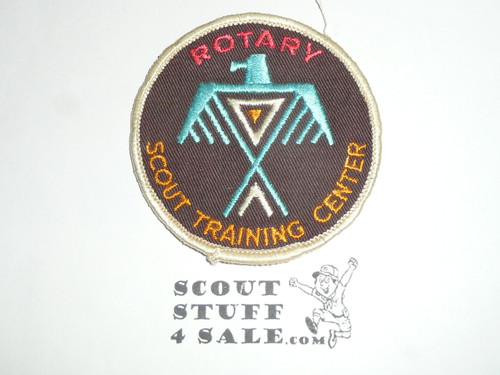 ROTARY
SCOUT TRAINING CENTER
SCOUT
STUFF
4 SALE.COM